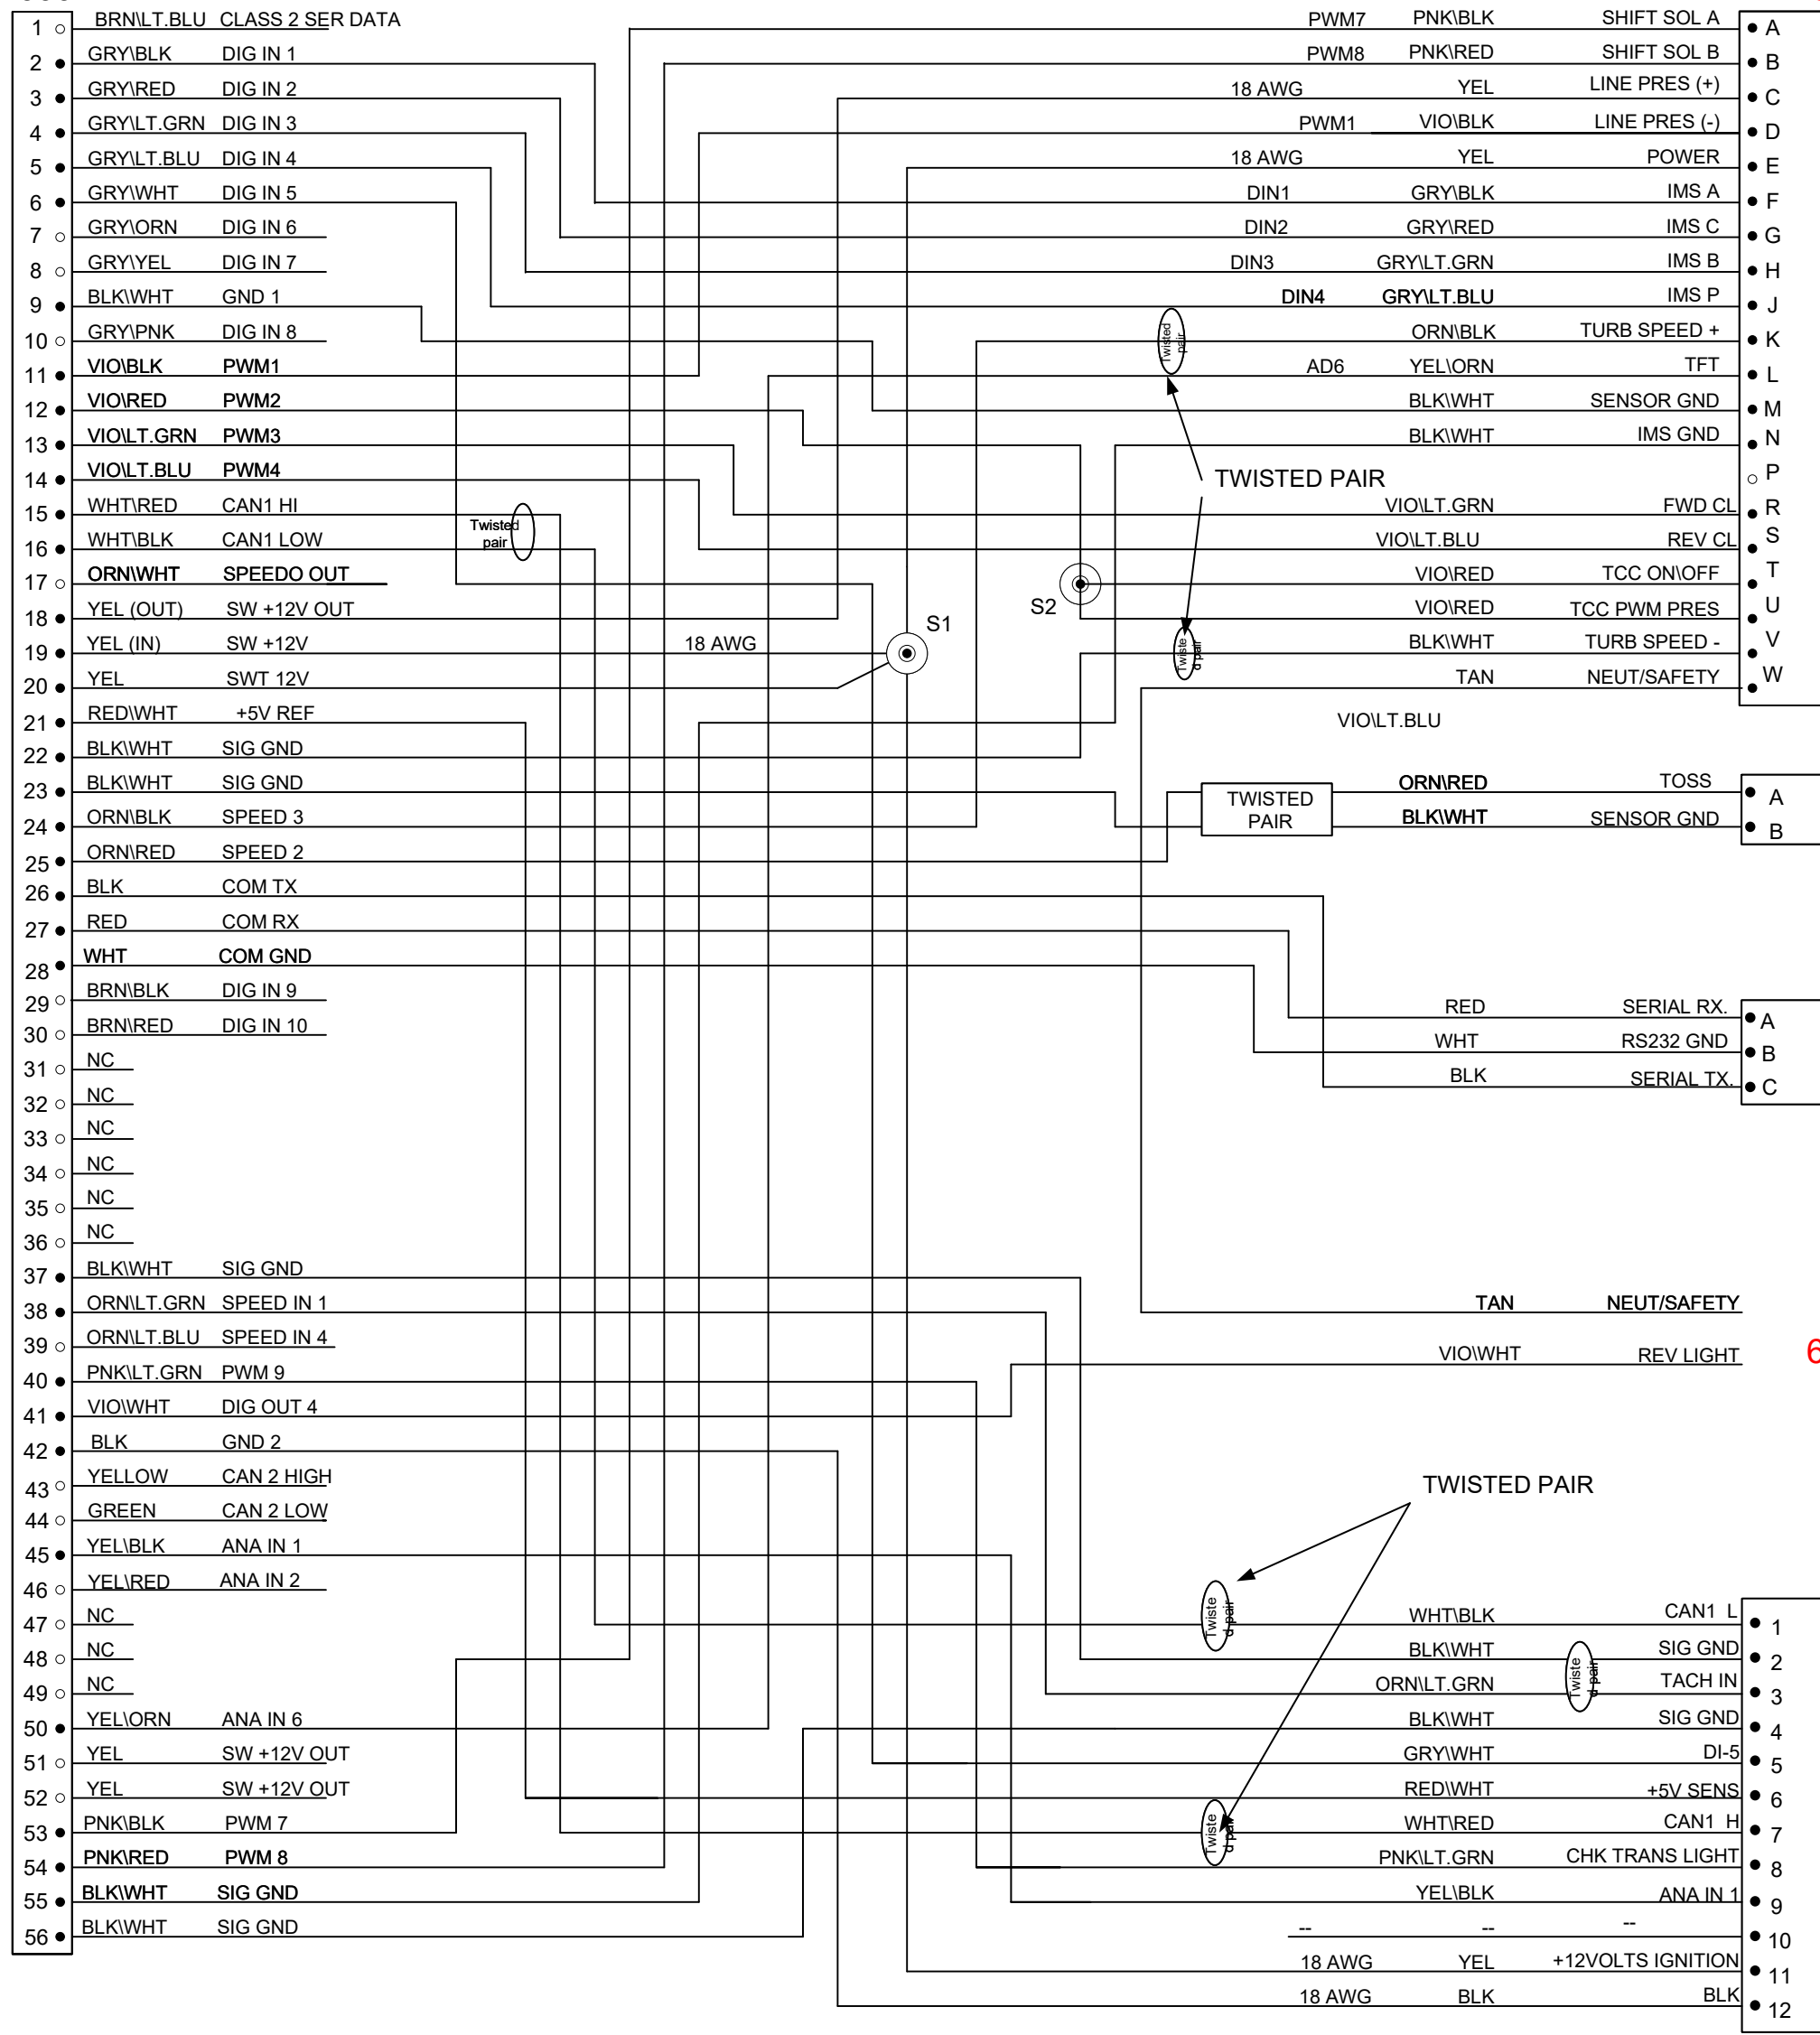 1 BRN\LT.BLU CLASS 2 SER DATA
2 GRY\BLK DIG IN 1
3 GRY\RED DIG IN 2
4 GRY\LT.GRN DIG IN 3
5 GRY\LT.BLU DIG IN 4
6 GRY\WHT DIG IN 5
7 GRY\ORN DIG IN 6
8 GRY\YEL DIG IN 7
9 BLK\WHT GND 1
10 GRY\PNK DIG IN 8
11 VIO\BLK PWM1
12 VIO\RED PWM2
13 VIO\LT.GRN PWM3
14 VIO\LT.BLU PWM4
15 WHT\RED CAN1 HI
16 WHT\BLK CAN1 LOW
Twisted
pair
17 ORN\WHT SPEEDO OUT
18 YEL (OUT) SW +12V OUT
19 YEL (IN) SW +12V 18 AWG
20 YEL SWT 12V
21 RED\WHT +5V REF
22 BLK\WHT SIG GND
23 BLK\WHT SIG GND
24 ORN\BLK SPEED 3
25 ORN\RED SPEED 2
26 BLK COM TX
27 RED COM RX
28 WHT COM GND
29 BRN\BLK DIG IN 9
30 BRN\RED DIG IN 10
31 NC
32 NC
33 NC
34 NC
35 NC
36 NC
37 BLK\WHT SIG GND
38 ORN\LT.GRN SPEED IN 1
39 ORN\LT.BLU SPEED IN 4
40 PNK\LT.GRN PWM 9
41 VIO\WHT DIG OUT 4
42 BLK GND 2
43 YELLOW CAN 2 HIGH
44 GREEN CAN 2 LOW
45 YEL\BLK ANA IN 1
46 YEL\RED ANA IN 2
47 NC
48 NC
49 NC
50 YEL\ORN ANA IN 6
51 YEL SW +12V OUT
52 YEL SW +12V OUT
53 PNK\BLK PWM 7
54 PNK\RED PWM 8
55 BLK\WHT SIG GND
56 BLK\WHT SIG GND
S1
S2
PWM7 PNK\BLK SHIFT SOL A A
PWM8 PNK\RED SHIFT SOL B B
18 AWG YEL LINE PRES (+) C
PWM1 VIO\BLK LINE PRES (-) D
18 AWG YEL POWER E
DIN1 GRY\BLK IMS A F
DIN2 GRY\RED IMS C G
DIN3 GRY\LT.GRN IMS B H
DIN4 GRY\LT.BLU IMS P J
Twisted
pair
ORN\BLK TURB SPEED + K
AD6 YEL\ORN TFT L
BLK\WHT SENSOR GND M
BLK\WHT IMS GND N
TWISTED PAIR
P
VIO\LT.GRN FWD CL R
VIO\LT.BLU REV CL S
VIO\RED TCC ON\OFF T
VIO\RED TCC PWM PRES U
Twiste
d pair
BLK\WHT TURB SPEED - V
TAN NEUT/SAFETY W
VIO\LT.BLU
TWISTED
PAIR
ORN\RED TOSS A
BLK\WHT SENSOR GND B
RED SERIAL RX. A
WHT RS232 GND B
BLK SERIAL TX. C
TAN NEUT/SAFETY
VIO\WHT REV LIGHT
6
TWISTED PAIR
Twiste
d pair
WHT\BLK CAN1 L 1
BLK\WHT SIG GND 2
Twiste
d pair
ORN\LT.GRN TACH IN 3
BLK\WHT SIG GND 4
GRY\WHT DI-5 5
RED\WHT +5V SENS 6
Twiste
d pair
WHT\RED CAN1 H 7
PNK\LT.GRN CHK TRANS LIGHT 8
YEL\BLK ANA IN 1 9
-- -- -- 10
18 AWG YEL +12VOLTS IGNITION 11
18 AWG BLK BLK 12